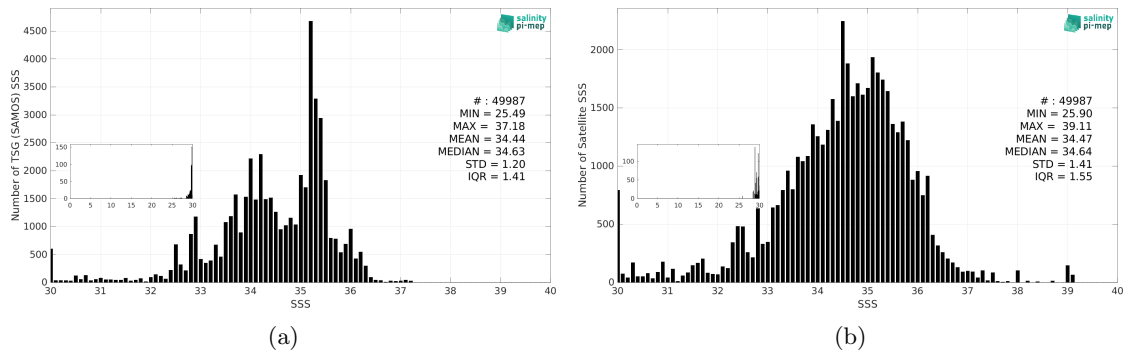 4500
4000
3500
3000
2500
2000
1500
1000
500
0
Number of TSG (SAMOS) SSS
salinity
pi-mep
# : 49987
MIN = 25.49
MAX = 37.18
MEAN = 34.44
MEDIAN = 34.63
STD = 1.20
IQR = 1.41
150
100
50
0
5 10 15 20 25 30
30 31 32 33 34 35 36 37 38 39 40
SSS
(a)
2000
1500
1000
500
0
Number of Satellite SSS
salinity
pi-mep
# : 49987
MIN = 25.90
MAX = 39.11
MEAN = 34.47
MEDIAN = 34.64
STD = 1.41
IQR = 1.55
100
50
0
0 5 10 15 20 25 30
30 31 32 33 34 35 36 37 38 39 40
SSS
(b)